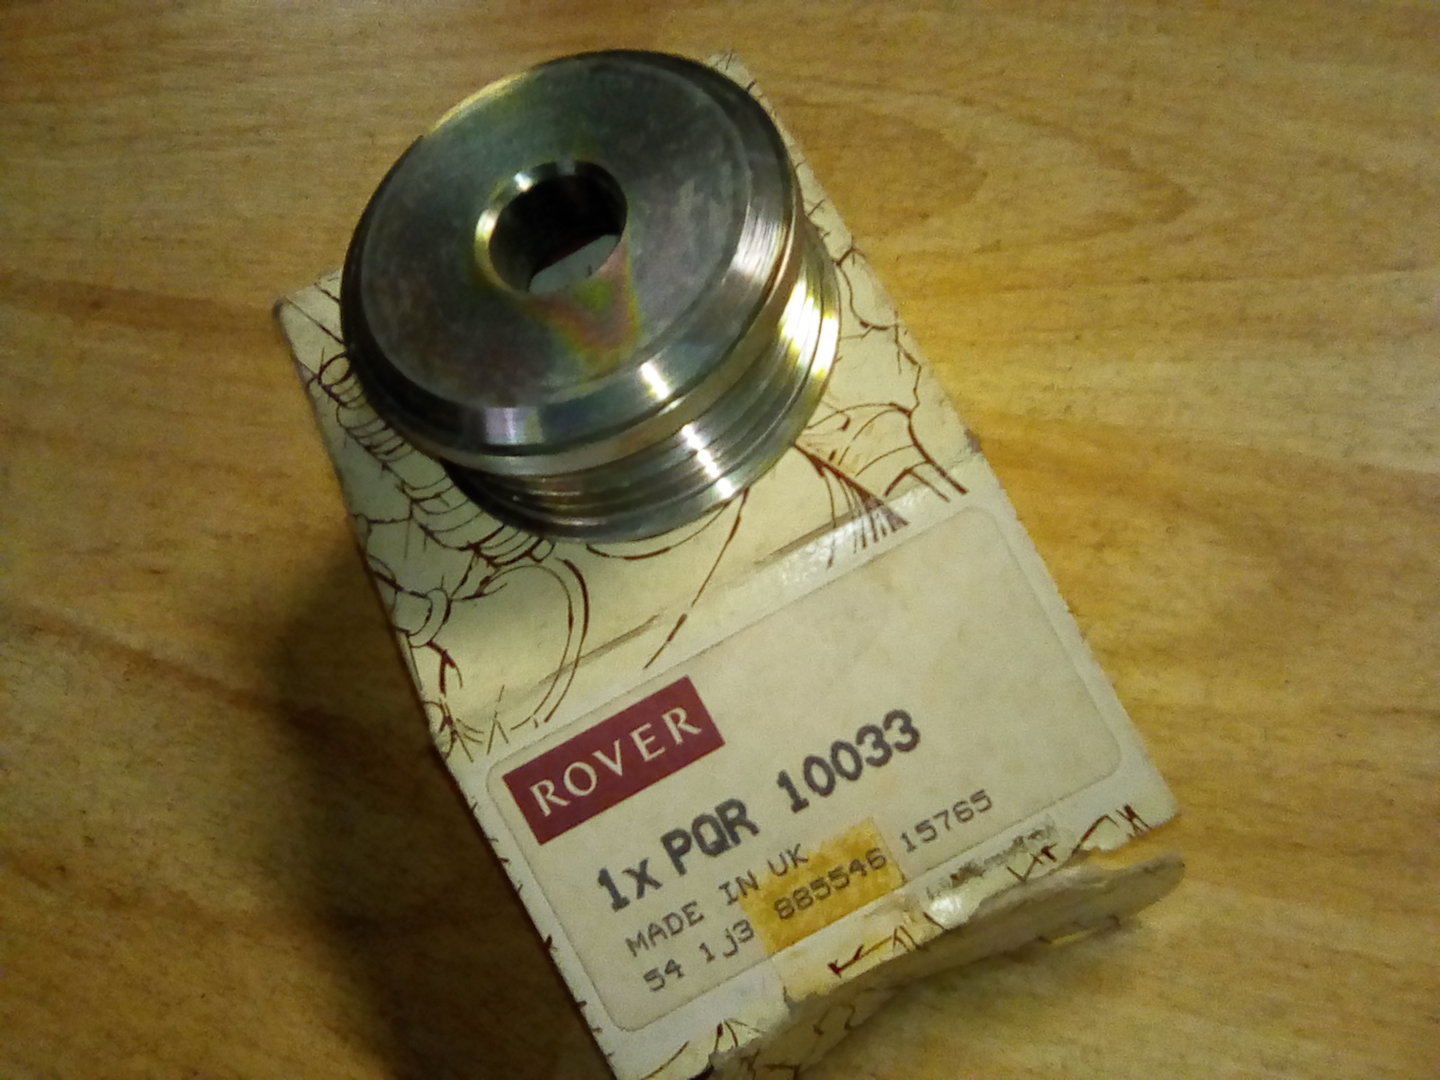 ROVER
1x PQR 10033
MADE IN UK
54 1j3 885546 15765